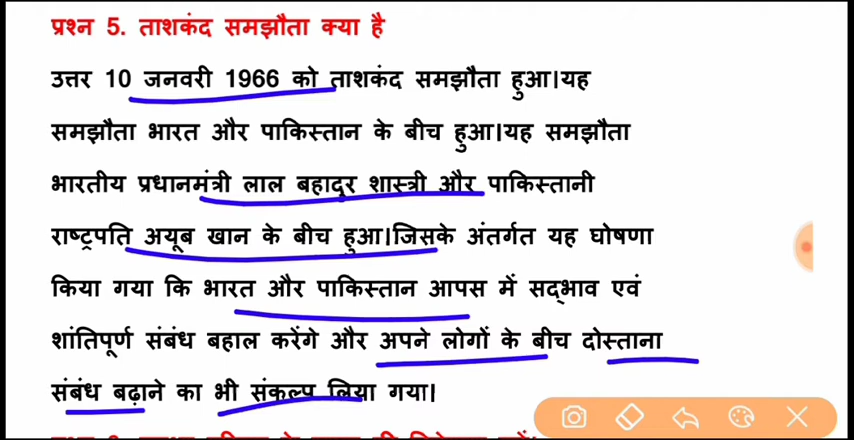 प्रश्न 5. ताशकंद समझौता क्या है
उत्तर 10 जनवरी 1966 को ताशकंद समझौता हुआ।यह
समझौता भारत और पाकिस्तान के बीच हुआ।यह समझौता
भारतीय प्रधानमंत्री लाल बहादुर शास्त्री और पाकिस्तानी
राष्ट्रपति अयूब खान के बीच हुआ।जिसके अंतर्गत यह घोषणा
किया गया कि भारत और पाकिस्तान आपस में सद्भाव एवं
शांतिपूर्ण संबंध बहाल करेंगे और अपने लोगों के बीच दोस्ताना
संबंध बढ़ाने का भी संकल्प लिया गया।